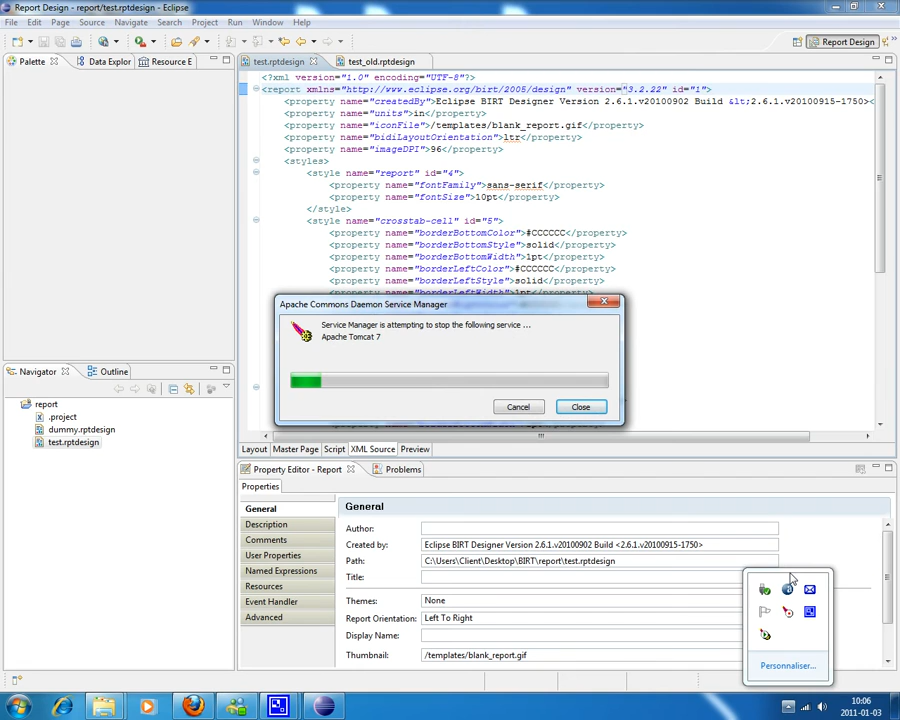 Report Design - report/test.rptdesign - Eclipse
File Edit Page Source Navigate Search Project Run Window Help
Report Design
Palette Data Explor Resource E
test.rptdesign test_old.rptdesign
<?xml version="1.0" encoding="UTF-8"?>
<report xmlns="http://www.eclipse.org/birt/2005/design" version="3.2.22" id="1">
<property name="createdBy">Eclipse BIRT Designer Version 2.6.1.v20100902 Build &lt;2.6.1.v20100915-1750><
<property name="units">in</property>
<property name="iconFile">/templates/blank_report.gif</property>
<property name="bidiLayoutOrientation">ltr</property>
<property name="imageDPI">96</property>
<styles>
<style name="report" id="4">
<property name="fontFamily">sans-serif</property>
<property name="fontSize">10pt</property>
</style>
<style name="crosstab-cell" id="5">
<property name="borderBottomColor">#CCCCCC</property>
<property name="borderBottomStyle">solid</property>
<property name="borderBottomWidth">1pt</property>
<property name="borderLeftColor">#CCCCCC</property>
<property name="borderLeftStyle">solid</property>
Apache Commons Daemon Service Manager
Service Manager is attempting to stop the following service ...
Apache Tomcat 7
Cancel Close
Navigator Outline
report
.project
dummy.rptdesign
test.rptdesign
Layout Master Page Script XML Source Preview
Property Editor - Report Problems
Properties
General
Description
Comments
User Properties
Named Expressions
Resources
Event Handler
Advanced
General
Author:
Created by: Eclipse BIRT Designer Version 2.6.1.v20100902 Build <2.6.1.v20100915-1750>
Path: C:\Users\Client\Desktop\BIRT\report\test.rptdesign
Title:
Themes: None
Report Orientation: Left To Right
Display Name:
Thumbnail: /templates/blank_report.gif
Personnaliser...
10:06
2011-01-03